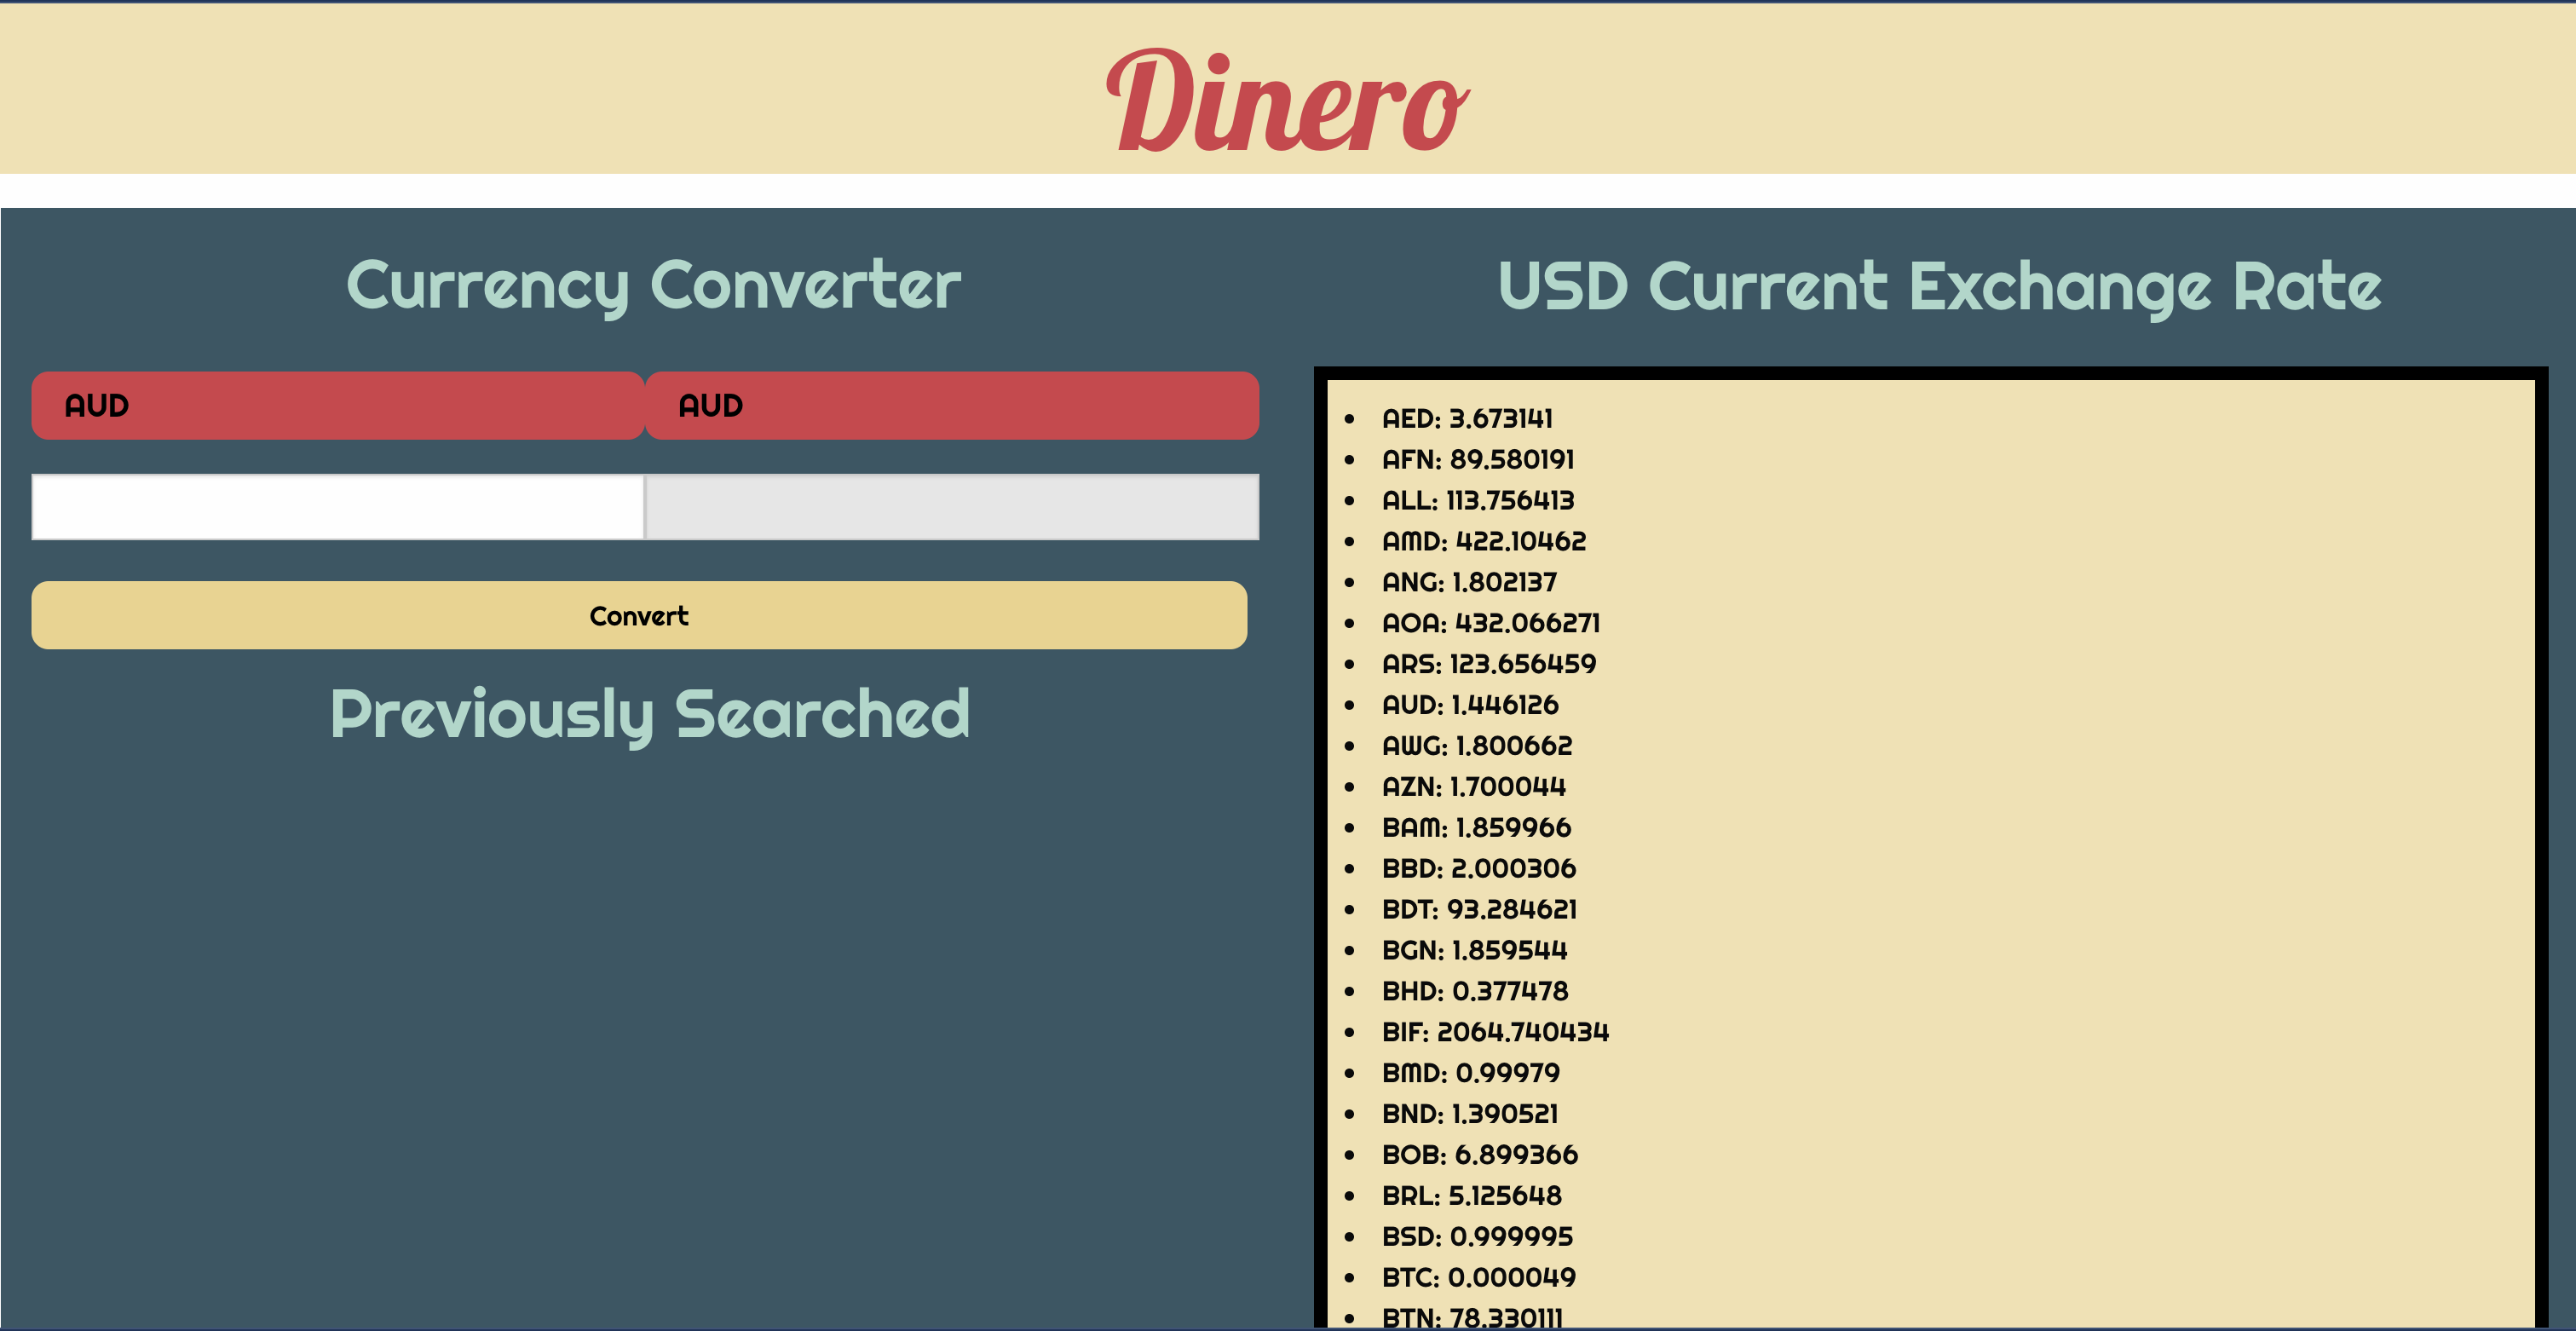 Dinero
Currency Converter
AUD AUD
Convert
Previously Searched
USD Current Exchange Rate
• AED: 3.673141
• AFN: 89.580191
• ALL: 113.756413
• AMD: 422.10462
• ANG: 1.802137
• AOA: 432.066271
• ARS: 123.656459
• AUD: 1.446126
• AWG: 1.800662
• AZN: 1.700044
• BAM: 1.859966
• BBD: 2.000306
• BDT: 93.284621
• BGN: 1.859544
• BHD: 0.377478
• BIF: 2064.740434
• BMD: 0.99979
• BND: 1.390521
• BOB: 6.899366
• BRL: 5.125648
• BSD: 0.999995
• BTC: 0.000049
• BTN: 78.330111